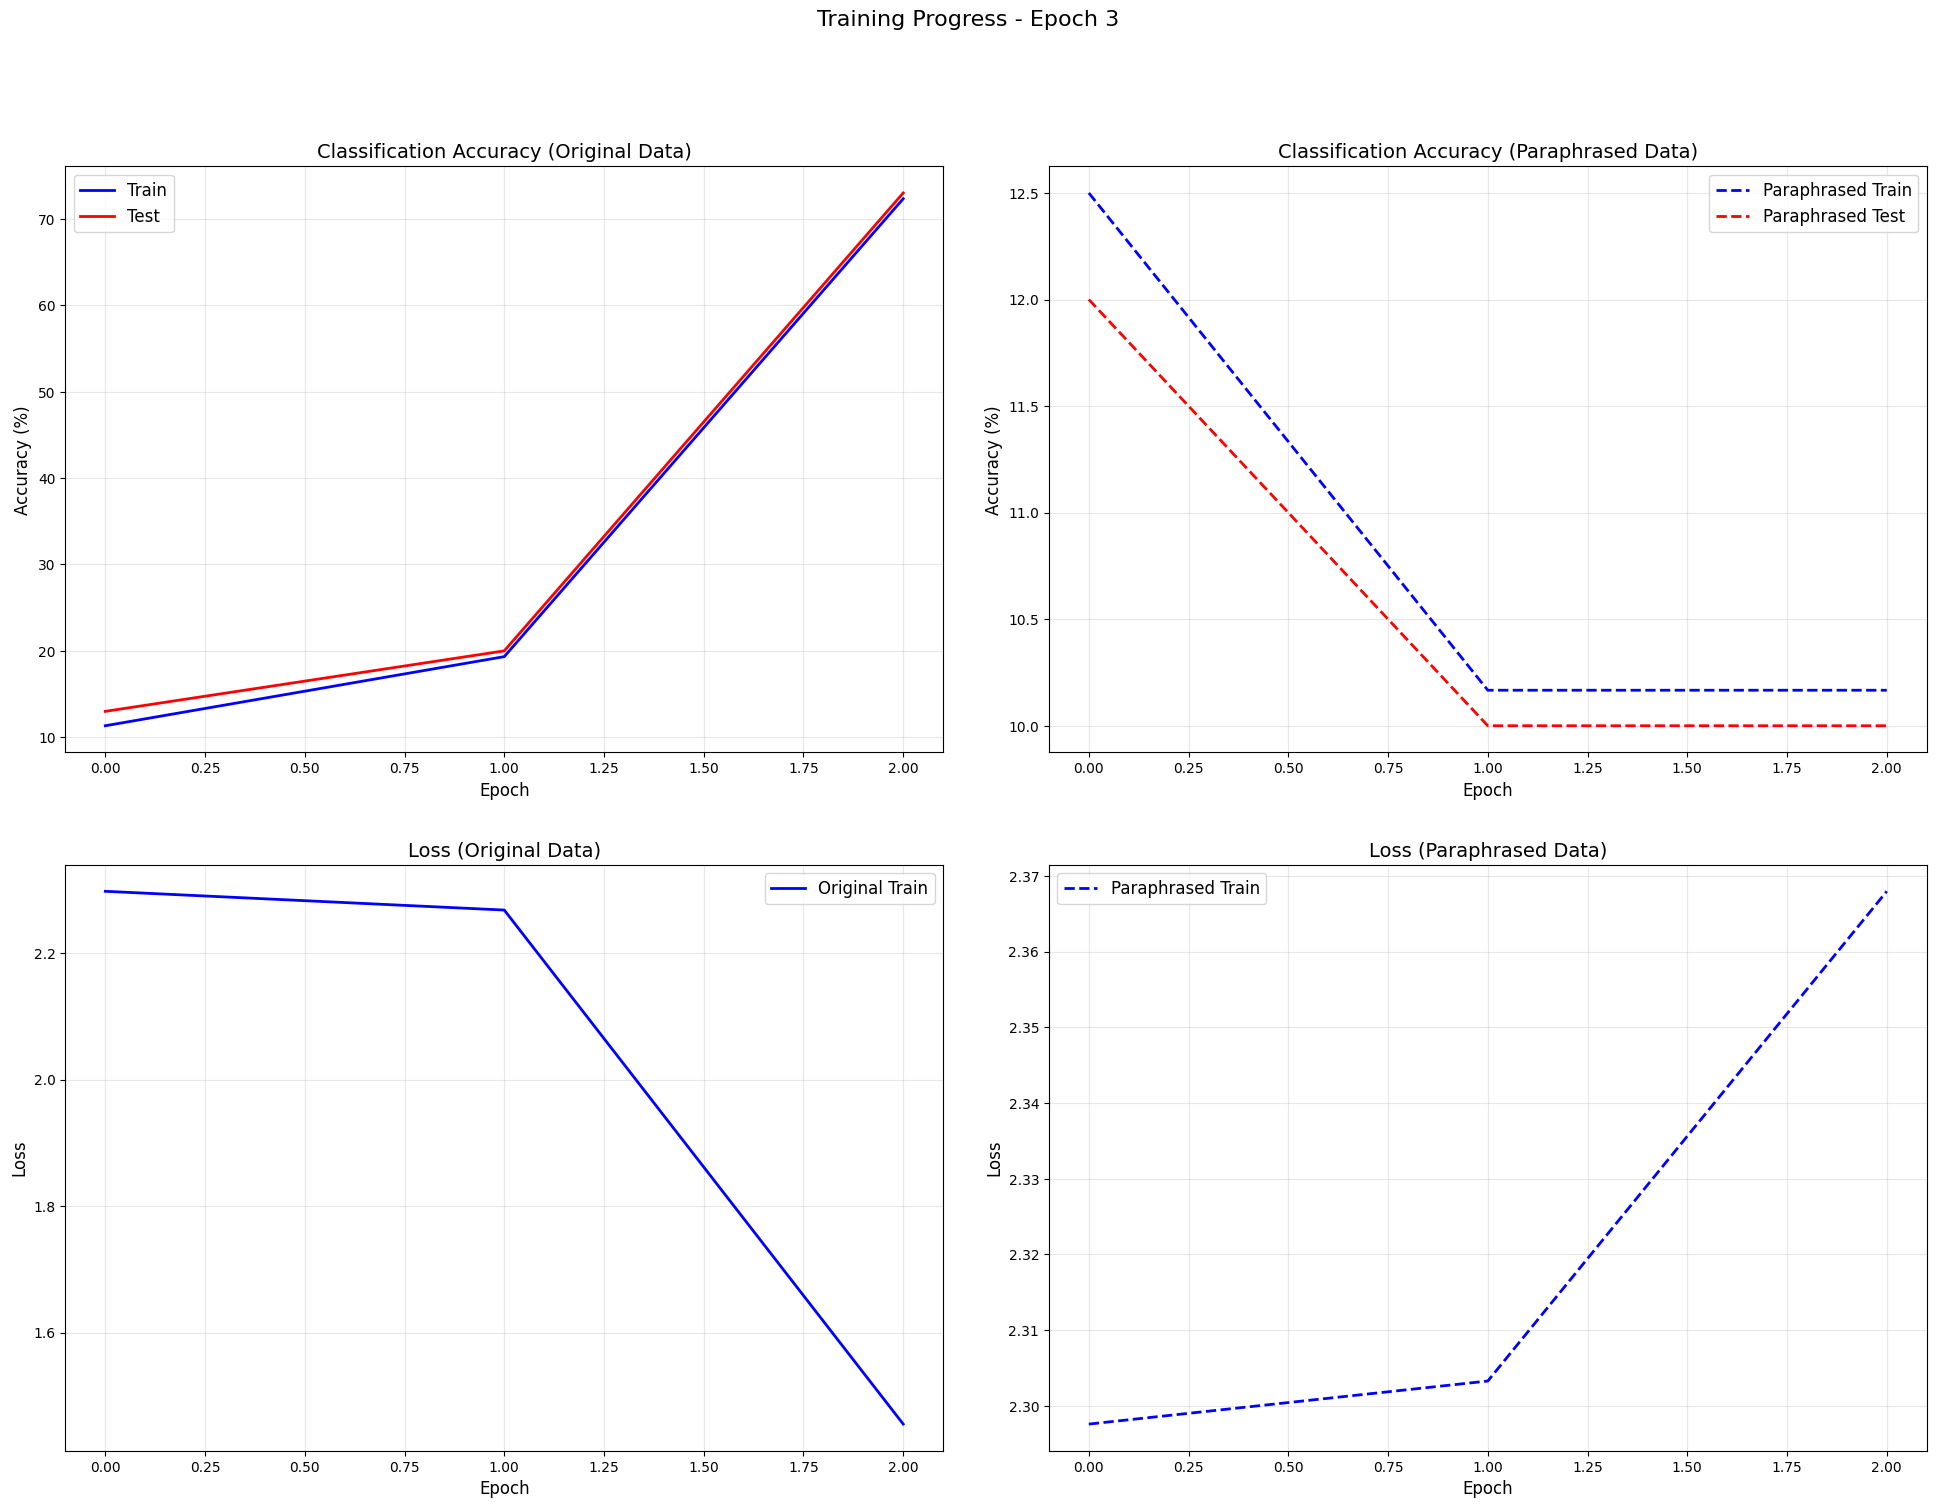 Training Progress - Epoch 3
Classification Accuracy (Original Data)
Train
Test
Accuracy (%)
70
60
50
40
30
20
10
0.00 0.25 0.50 0.75 1.00 1.25 1.50 1.75 2.00
Epoch
Classification Accuracy (Paraphrased Data)
Paraphrased Train
Paraphrased Test
Accuracy (%)
12.5
12.0
11.5
11.0
10.5
10.0
0.00 0.25 0.50 0.75 1.00 1.25 1.50 1.75 2.00
Epoch
Loss (Original Data)
Original Train
Loss
2.2
2.0
1.8
1.6
0.00 0.25 0.50 0.75 1.00 1.25 1.50 1.75 2.00
Epoch
Loss (Paraphrased Data)
Paraphrased Train
Loss
2.37
2.36
2.35
2.34
2.33
2.32
2.31
2.30
0.00 0.25 0.50 0.75 1.00 1.25 1.50 1.75 2.00
Epoch